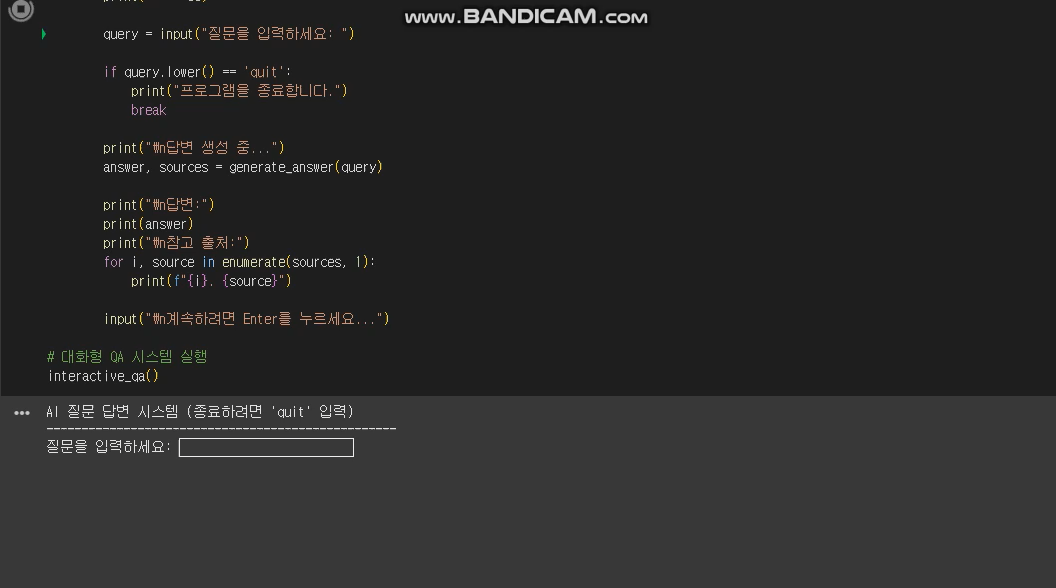 www.BANDICAM.com
query = input("질문을 입력하세요: ")
if query.lower() == 'quit':
print("프로그램을 종료합니다.")
break
print("₩n답변 생성 중...")
answer, sources = generate_answer(query)
print("₩n답변:")
print(answer)
print("₩n참고 출처:")
for i, source in enumerate(sources, 1):
print(f"{i}. {source}")
input("₩n계속하려면 Enter를 누르세요...")
# 대화형 QA 시스템 실행
interactive_qa()
AI 질문 답변 시스템 (종료하려면 'quit' 입력)
--------------------------------------------------
질문을 입력하세요: